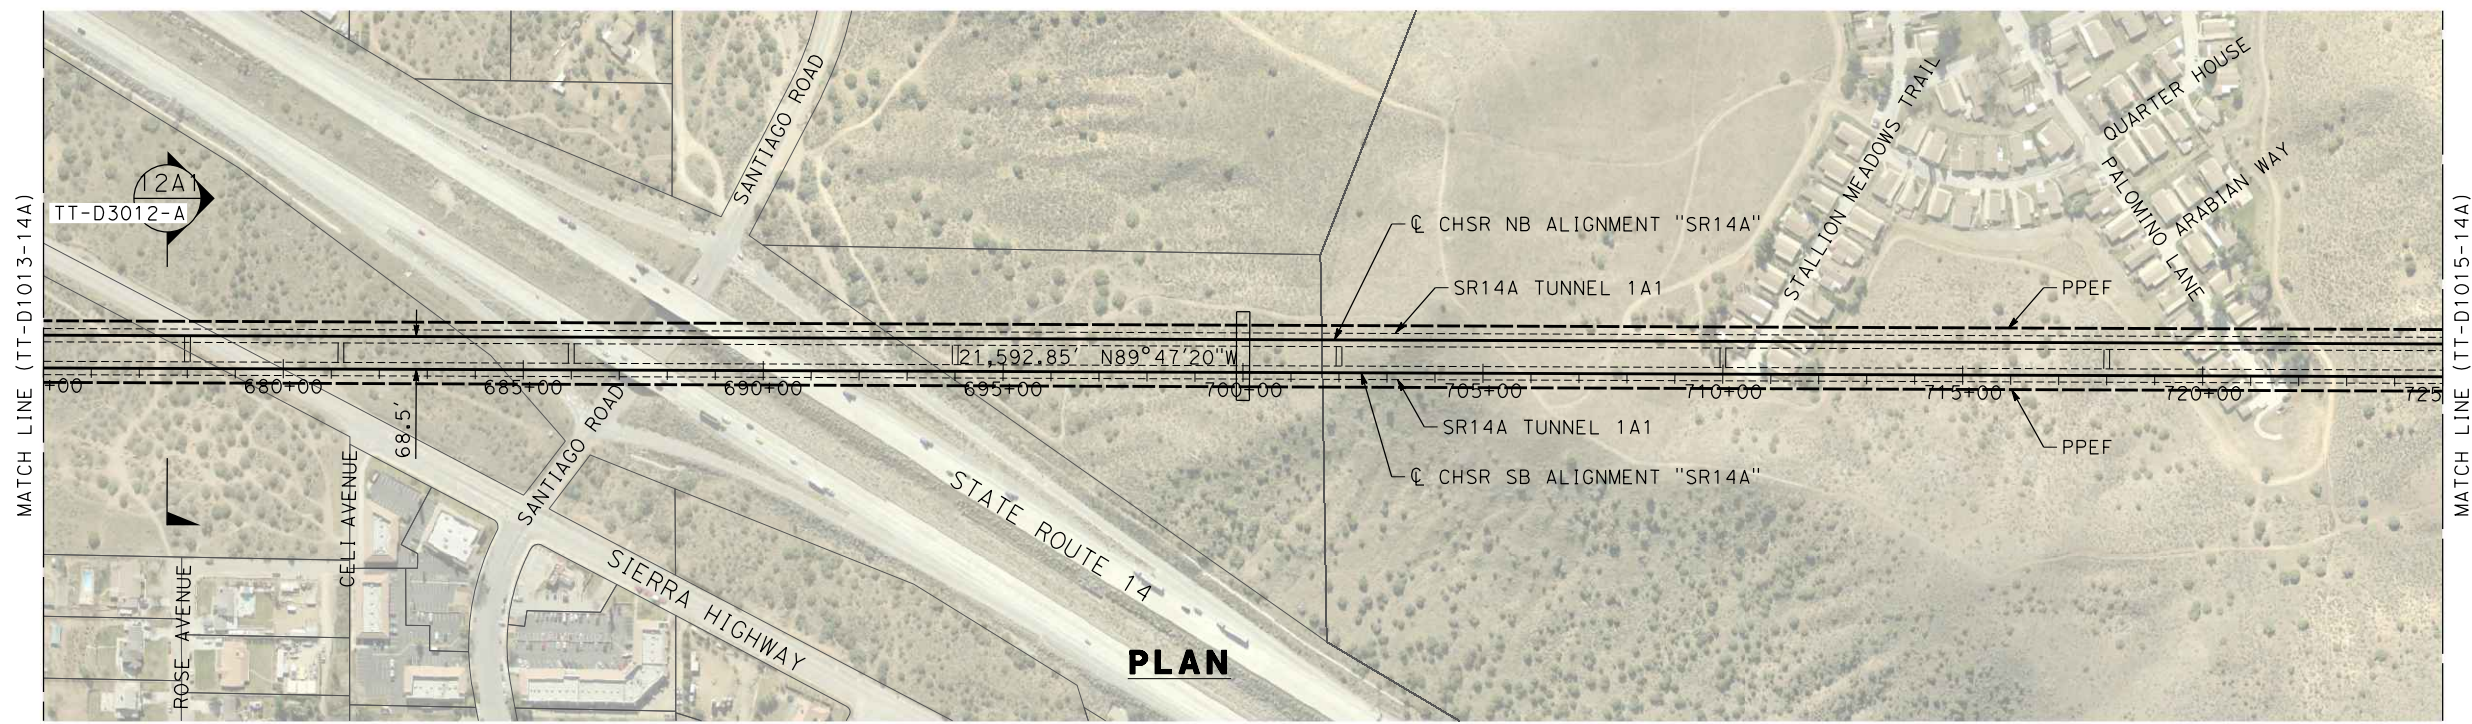 MATCH LINE (TT-D1013-14A)
12A1
TT-D3012-A
SANTIAGO ROAD
STALLION MEADOWS TRAIL
QUARTER HOUSE
PALOMINO LANE
ARABIAN WAY
℄ CHSR NB ALIGNMENT "SR14A"
SR14A TUNNEL 1A1
PPEF
21,592.85' N89°47'20"W
+00
680+00
685+00
690+00
695+00
700+00
705+00
710+00
715+00
720+00
725
68.5'
SR14A TUNNEL 1A1
PPEF
℄ CHSR SB ALIGNMENT "SR14A"
SANTIAGO ROAD
CELI AVENUE
ROSE AVENUE
SIERRA HIGHWAY
STATE ROUTE 14
PLAN
MATCH LINE (TT-D1015-14A)